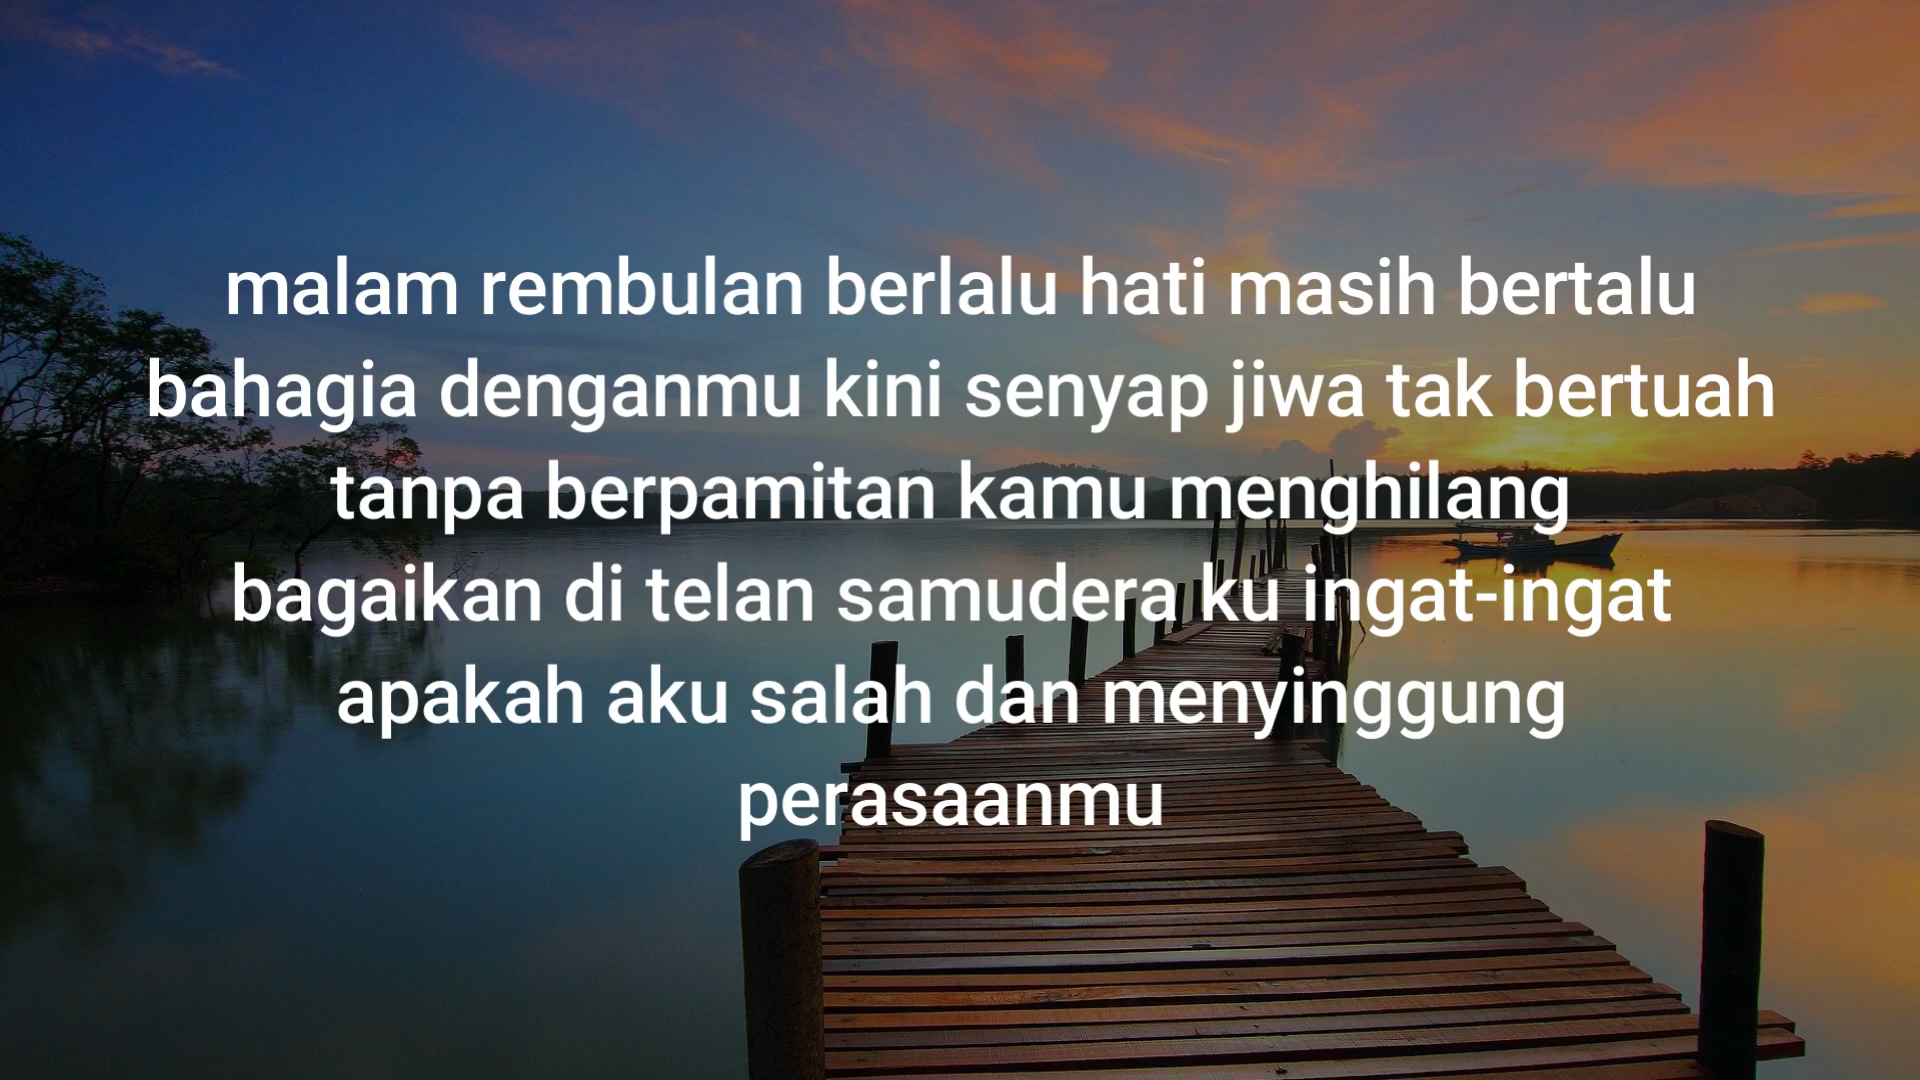 malam rembulan berlalu hati masih bertalu
bahagia denganmu kini senyap jiwa tak bertuah
tanpa berpamitan kamu menghilang
bagaikan di telan samudera ku ingat-ingat
apakah aku salah dan menyinggung
perasaanmu